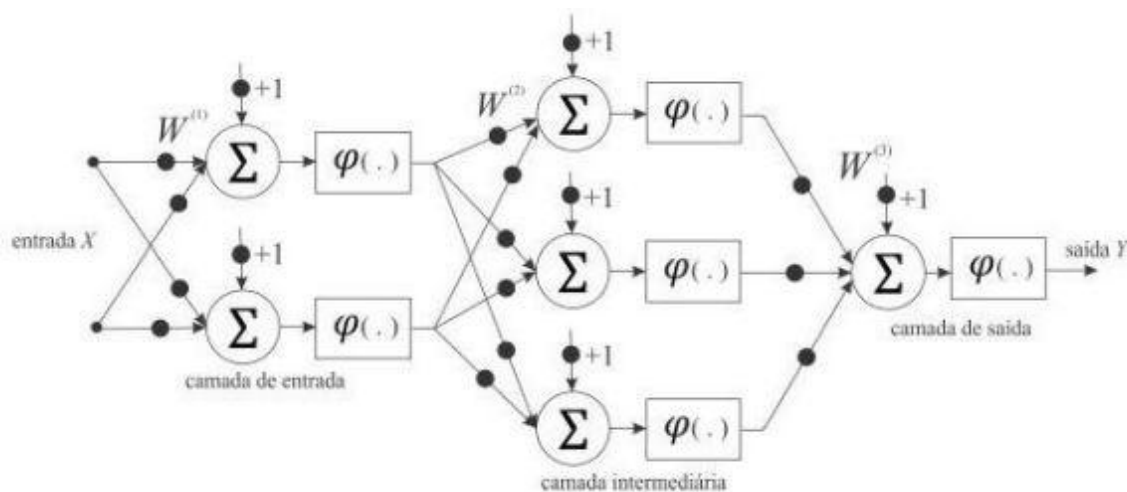 +1
W⁽¹⁾
Σ
φ(.)
entrada X
+1
Σ
φ(.)
camada de entrada
+1
W⁽²⁾
Σ
φ(.)
+1
Σ
φ(.)
+1
Σ
φ(.)
camada intermediária
W⁽³⁾
+1
Σ
φ(.)
saída Y
camada de saída